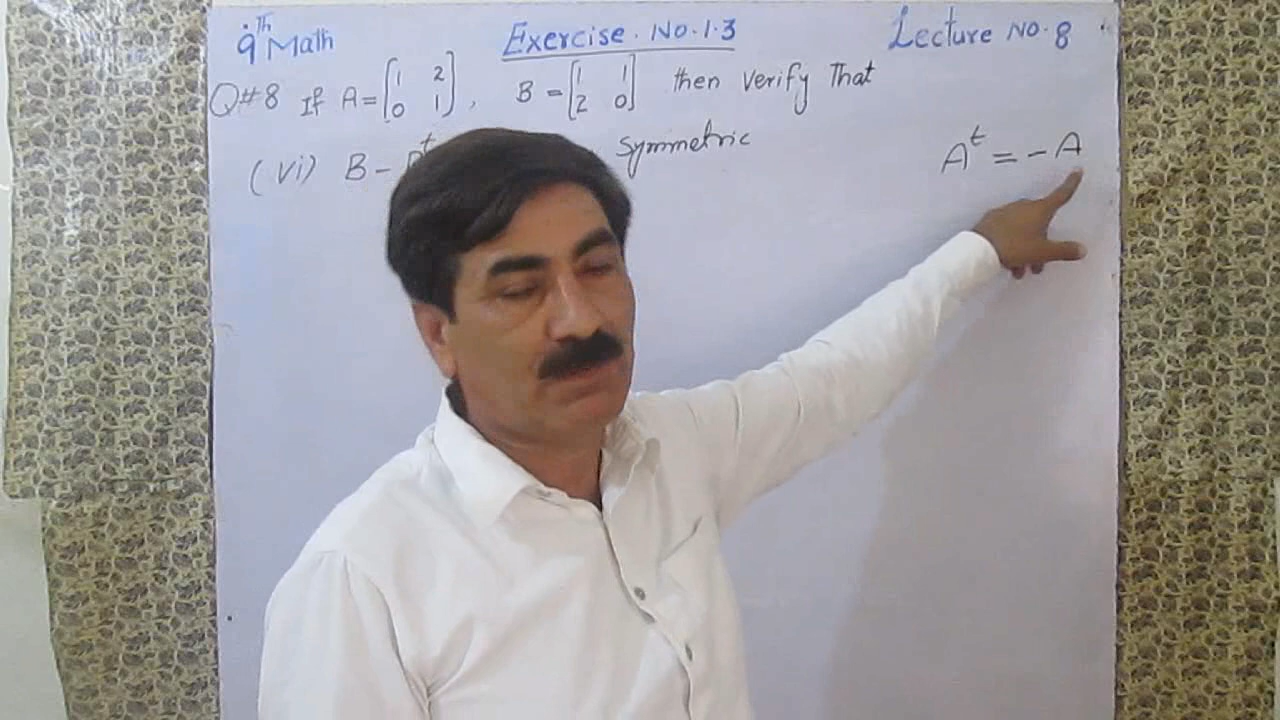 9th Math Exercise. No.1.3 Lecture No.8
Q#8 If A=[1 2 0 1], B=[1 1 2 0] then verify That
(vi) B- t Symmetric
Aᵗ = -A